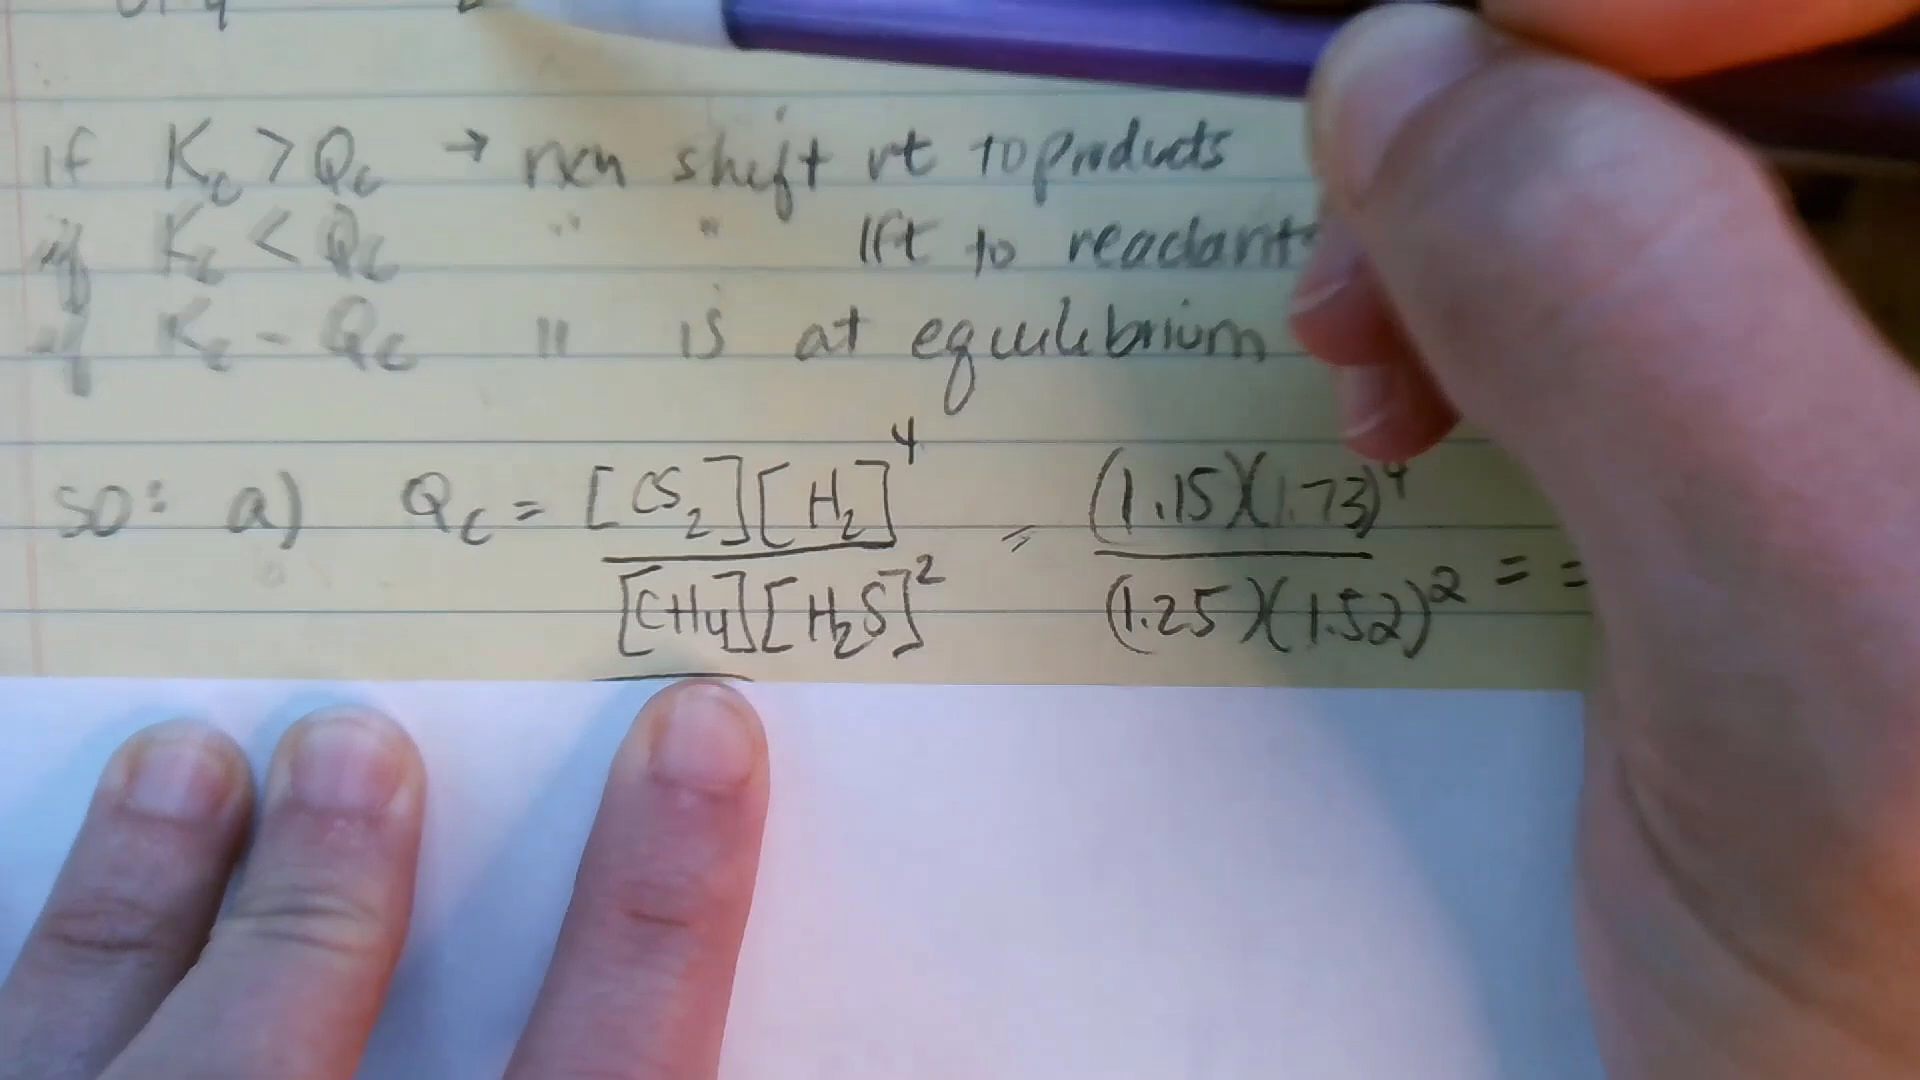 if Kc > Qc → rxn shift rt to products
if Kc < Qc " " lft to reactants
if Kc = Qc " is at equilibrium
so: a) Qc = [CS2][H2]^4 / [CH4][H2S]^2 = (1.15)(1.73)^4 / (1.25)(1.52)^2 = =